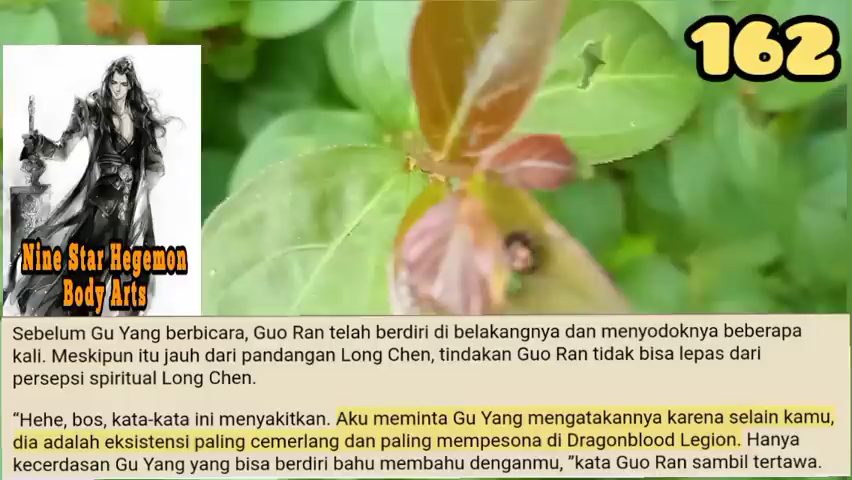 162
Nine Star Hegemon
Body Arts
Sebelum Gu Yang berbicara, Guo Ran telah berdiri di belakangnya dan menyodoknya beberapa
kali. Meskipun itu jauh dari pandangan Long Chen, tindakan Guo Ran tidak bisa lepas dari
persepsi spiritual Long Chen.
“Hehe, bos, kata-kata ini menyakitkan. Aku meminta Gu Yang mengatakannya karena selain kamu,
dia adalah eksistensi paling cemerlang dan paling mempesona di Dragonblood Legion. Hanya
kecerdasan Gu Yang yang bisa berdiri bahu membahu denganmu, ”kata Guo Ran sambil tertawa.